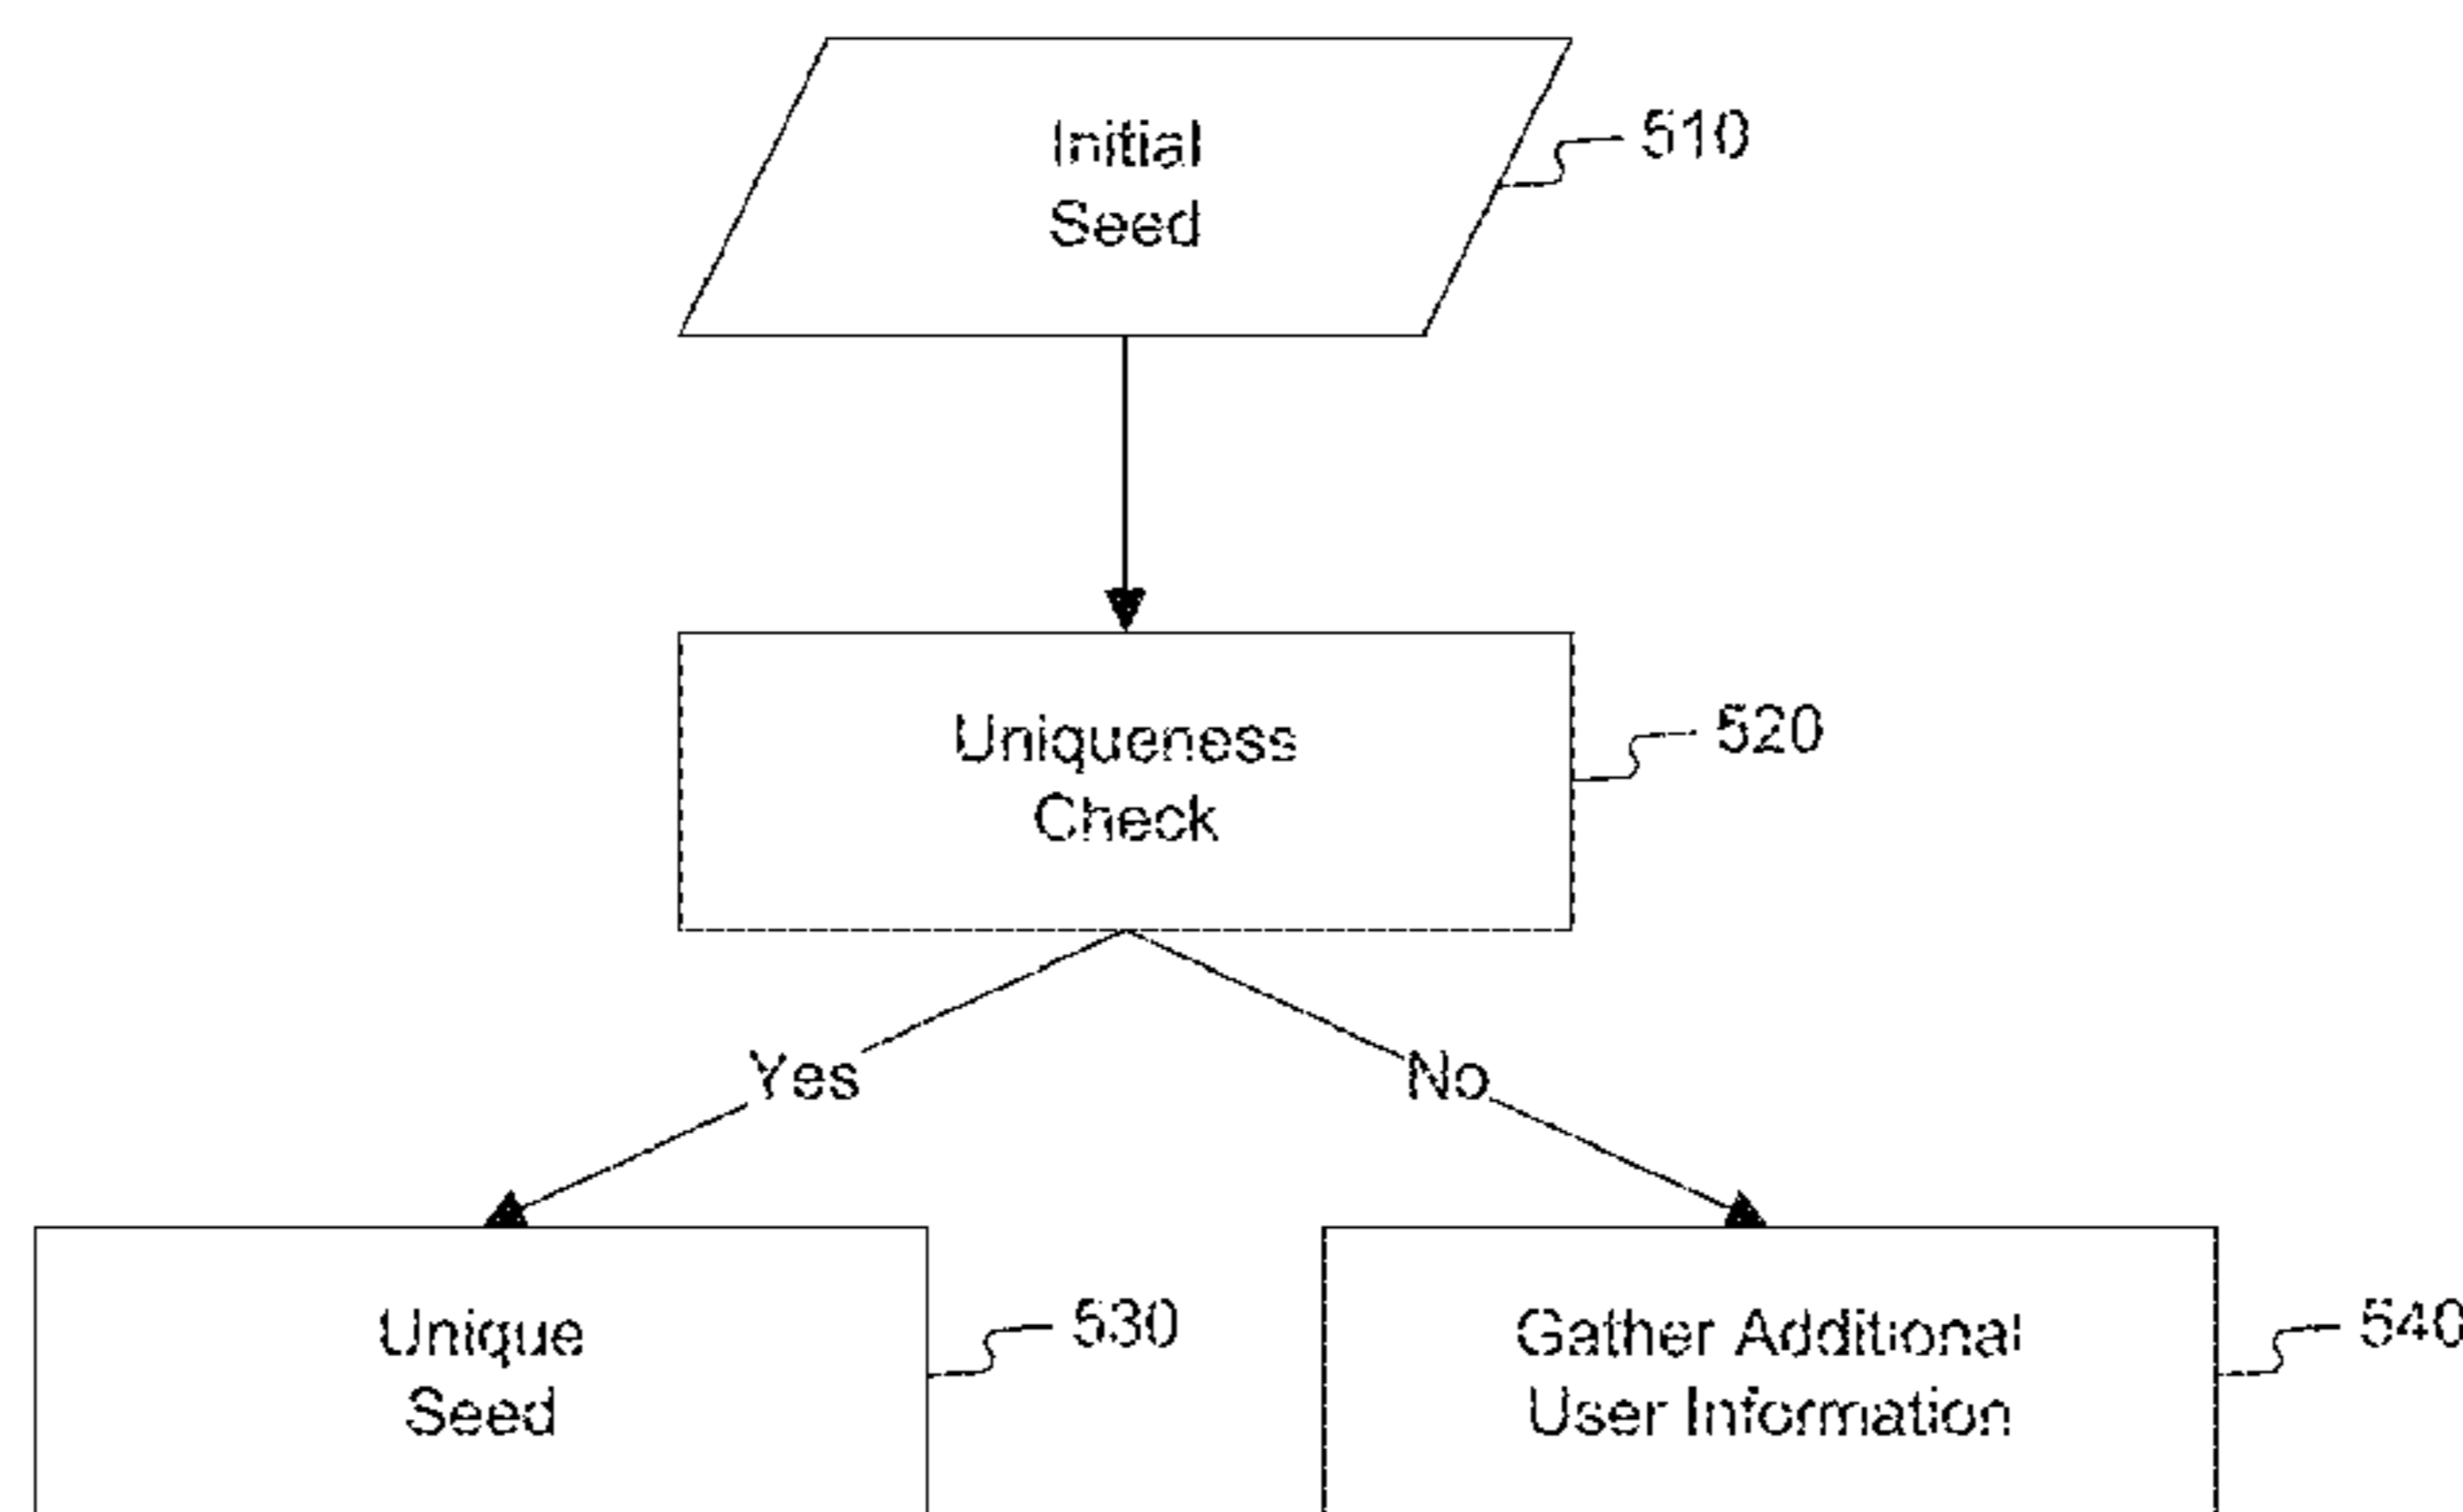 Initial
Seed
510
Uniqueness
Check
520
Yes
No
Unique
Seed
530
Gather Additional
User Information
540